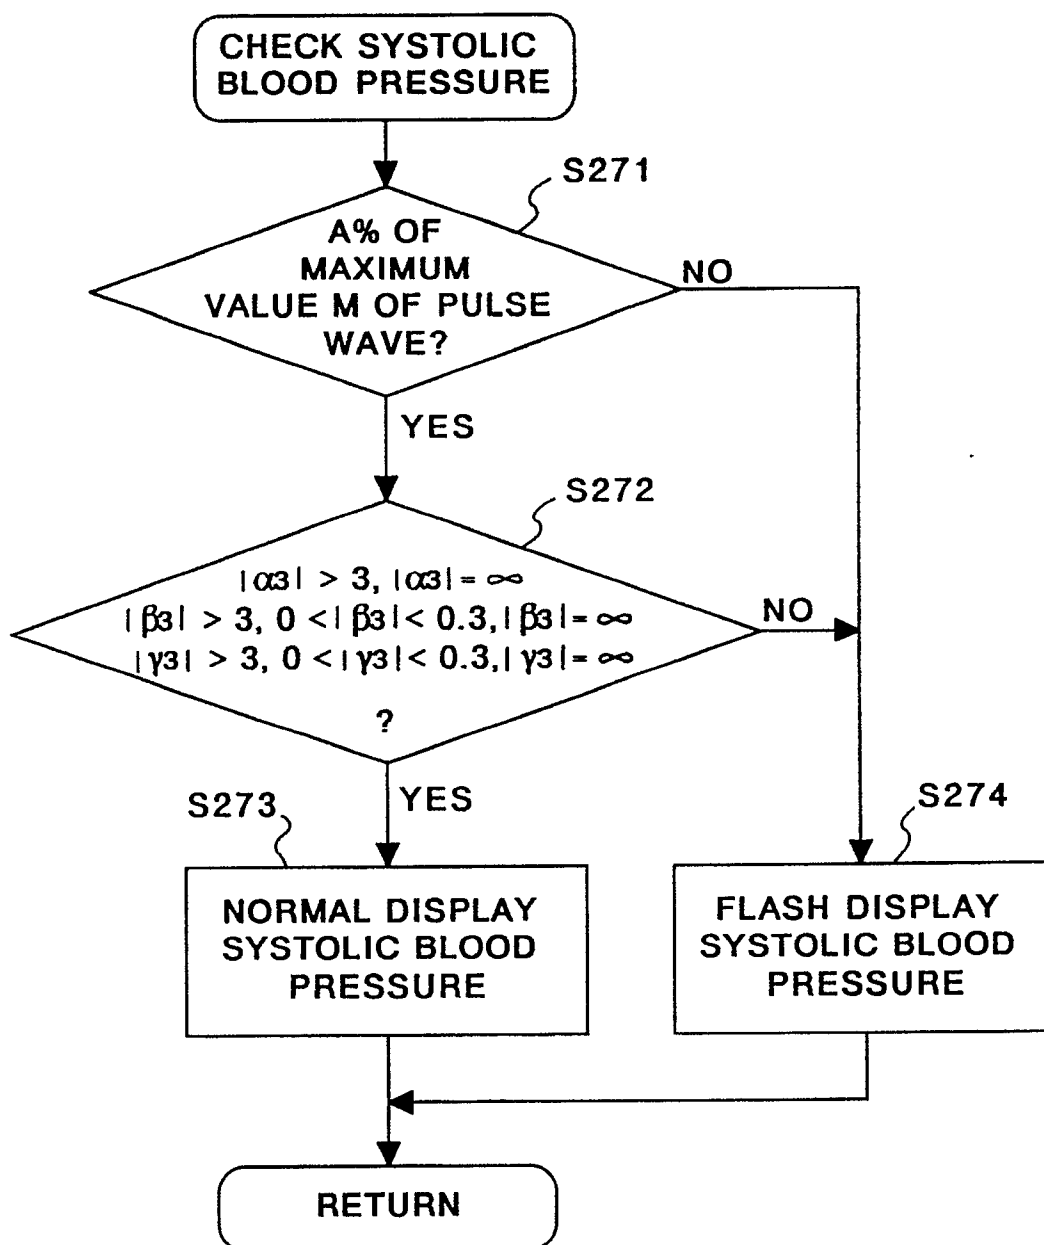 CHECK SYSTOLIC
BLOOD PRESSURE
S271
A% OF
MAXIMUM
VALUE M OF PULSE
WAVE?
NO
YES
S272
|α3| > 3, |α3| = ∞
|β3| > 3, 0 < |β3| < 0.3, |β3| = ∞
|γ3| > 3, 0 < |γ3| < 0.3, |γ3| = ∞
?
NO
YES
S273
S274
NORMAL DISPLAY
SYSTOLIC BLOOD
PRESSURE
FLASH DISPLAY
SYSTOLIC BLOOD
PRESSURE
RETURN